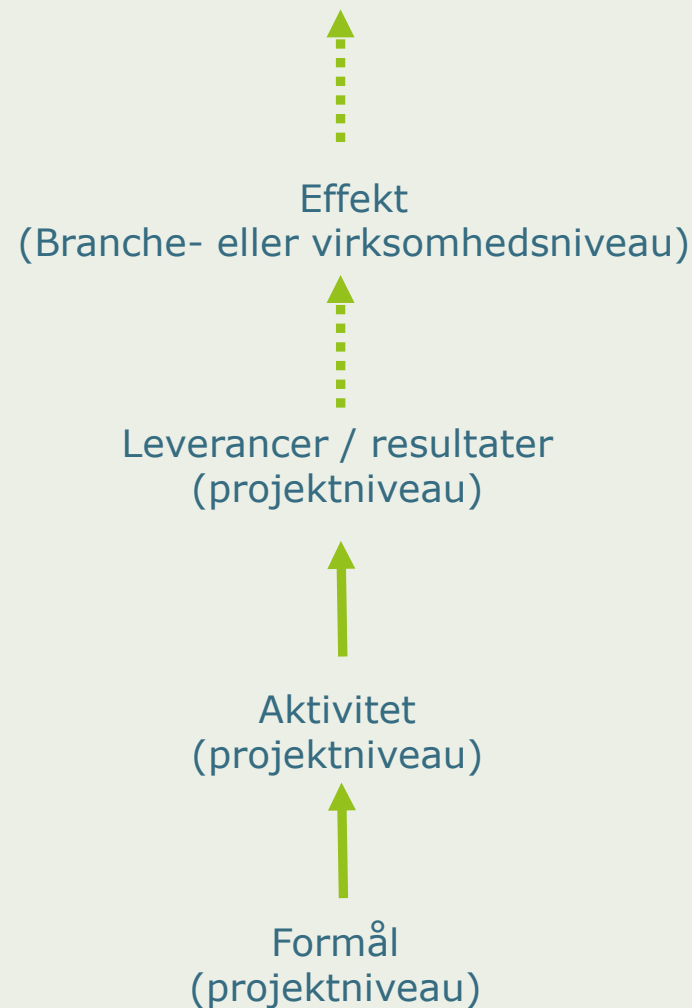 Effekt
(Branche- eller virksomhedsniveau)
Leverancer / resultater
(projektniveau)
Aktivitet
(projektniveau)
Formål
(projektniveau)